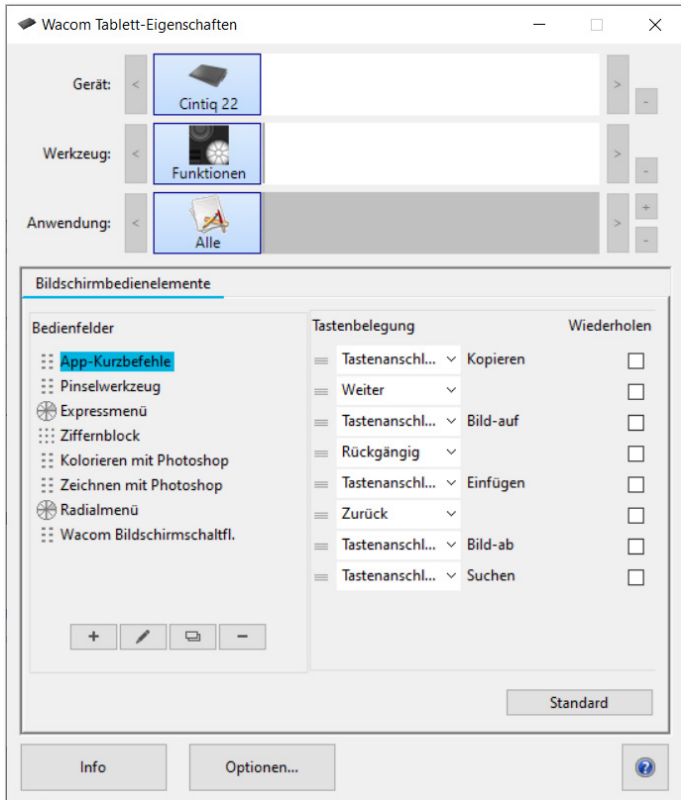 Wacom Tablett-Eigenschaften
Gerät:
<
Cintiq 22
>
-
Werkzeug:
<
Funktionen
>
-
Anwendung:
<
Alle
>
+
-
Bildschirmbedienelemente
Bedienfelder
App-Kurzbefehle
Pinselwerkzeug
Expressmenü
Ziffernblock
Kolorieren mit Photoshop
Zeichnen mit Photoshop
Radialmenü
Wacom Bildschirmschaltfl.
Tastenbelegung Wiederholen
Tastenanschl... Kopieren
Weiter
Tastenanschl... Bild-auf
Rückgängig
Tastenanschl... Einfügen
Zurück
Tastenanschl... Bild-ab
Tastenanschl... Suchen
Standard
Info
Optionen...
?